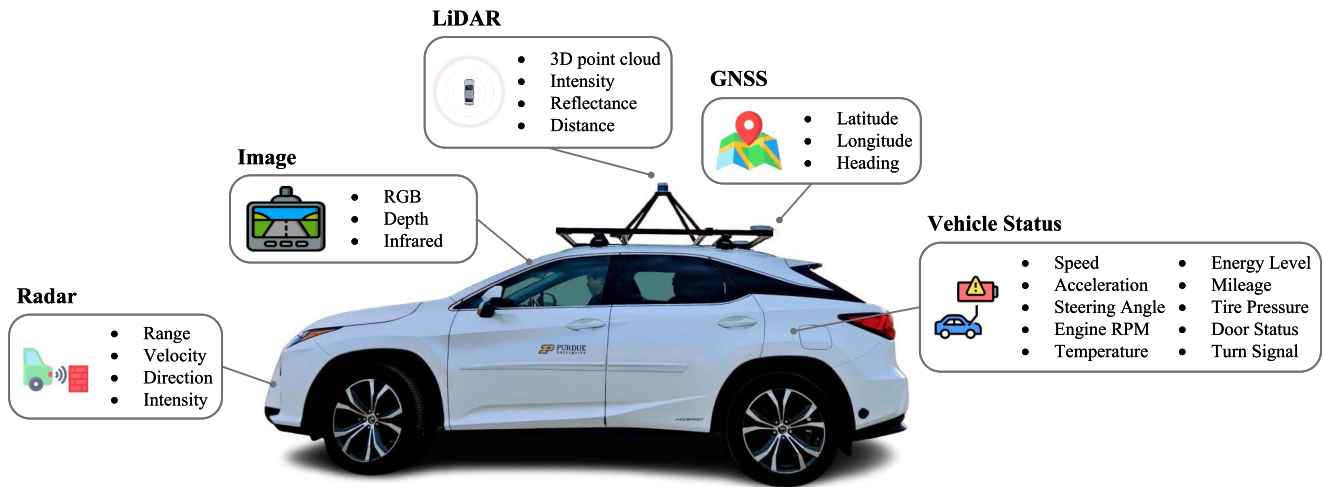 LiDAR
• 3D point cloud
• Intensity
• Reflectance
• Distance
GNSS
• Latitude
• Longitude
• Heading
Image
• RGB
• Depth
• Infrared
Vehicle Status
• Speed
• Acceleration
• Steering Angle
• Engine RPM
• Temperature
• Energy Level
• Mileage
• Tire Pressure
• Door Status
• Turn Signal
Radar
• Range
• Velocity
• Direction
• Intensity
PURDUE
UNIVERSITY
HYBRID